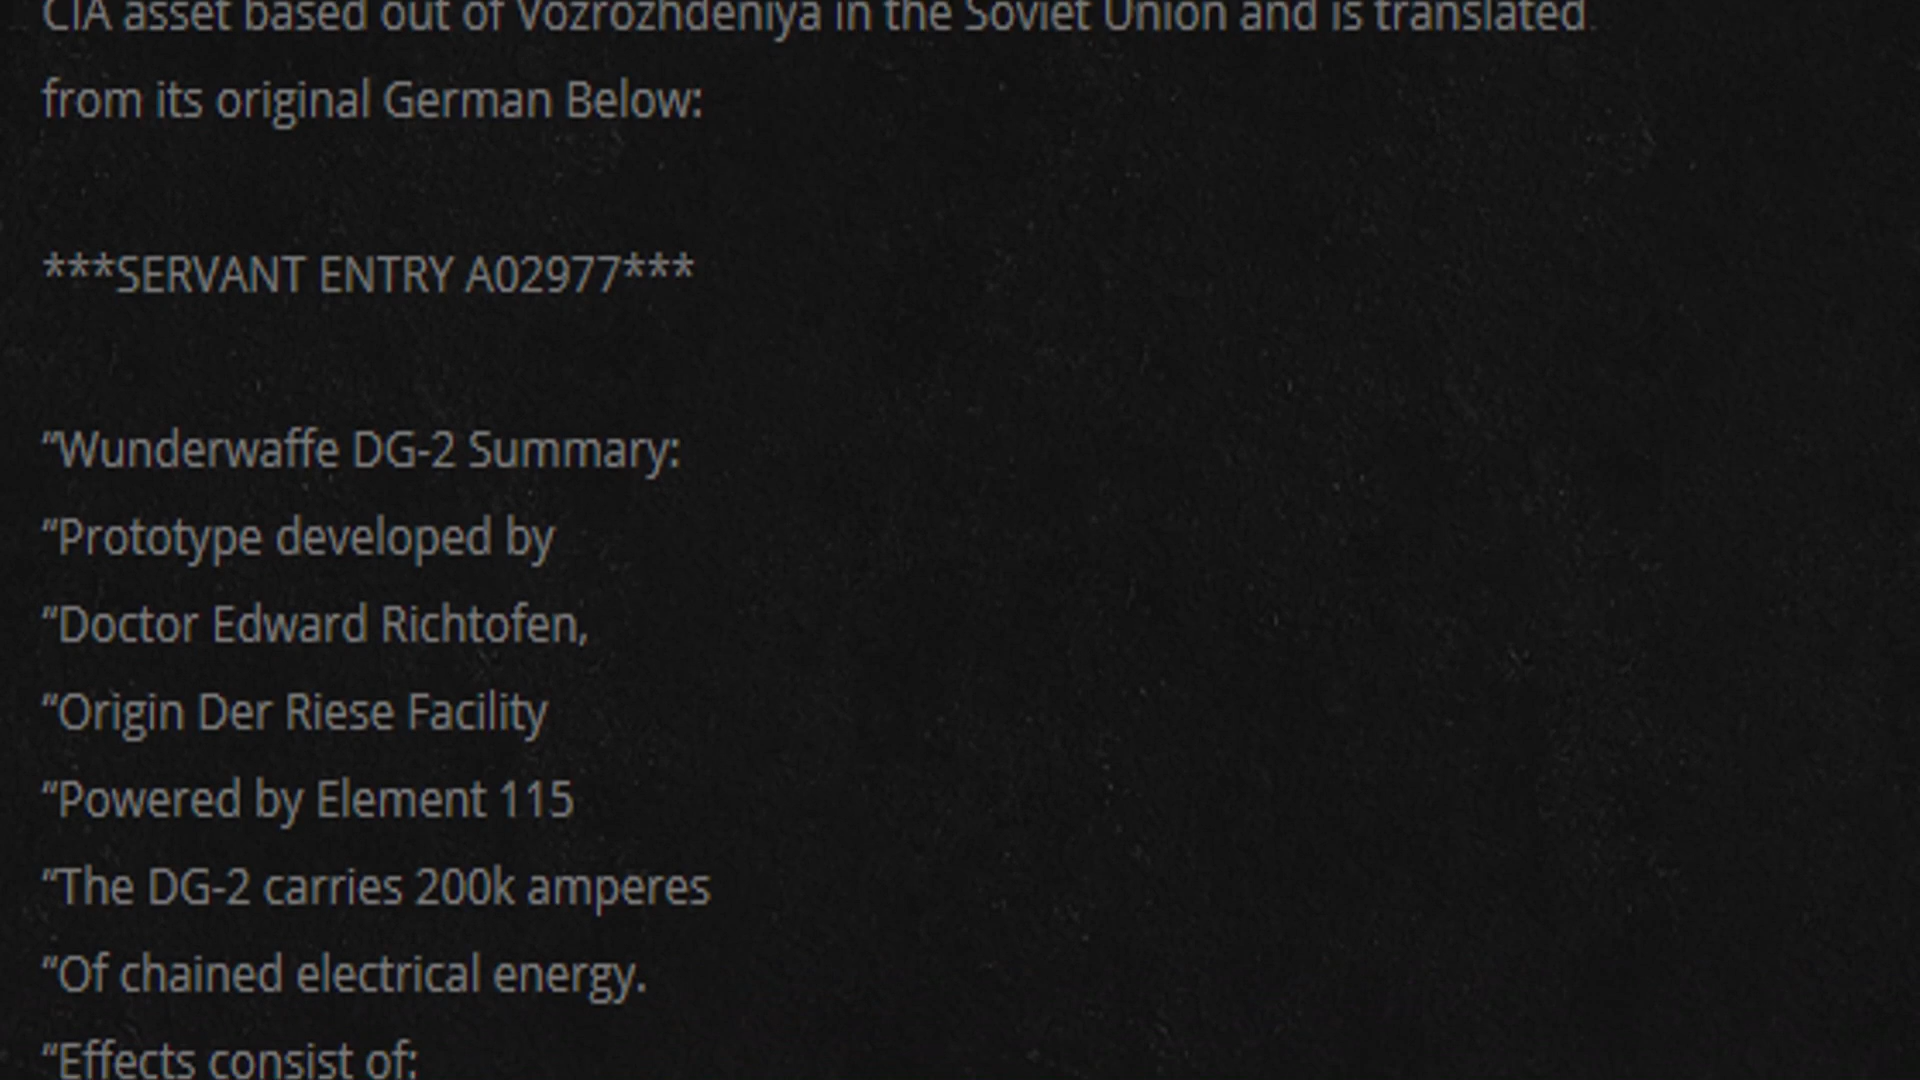 CIA asset based out of Vozrozhdeniya in the Soviet Union and is translated
from its original German Below:
***SERVANT ENTRY A02977***
“Wunderwaffe DG-2 Summary:
“Prototype developed by
“Doctor Edward Richtofen,
“Origin Der Riese Facility
“Powered by Element 115
“The DG-2 carries 200k amperes
“Of chained electrical energy.
“Effects consist of: